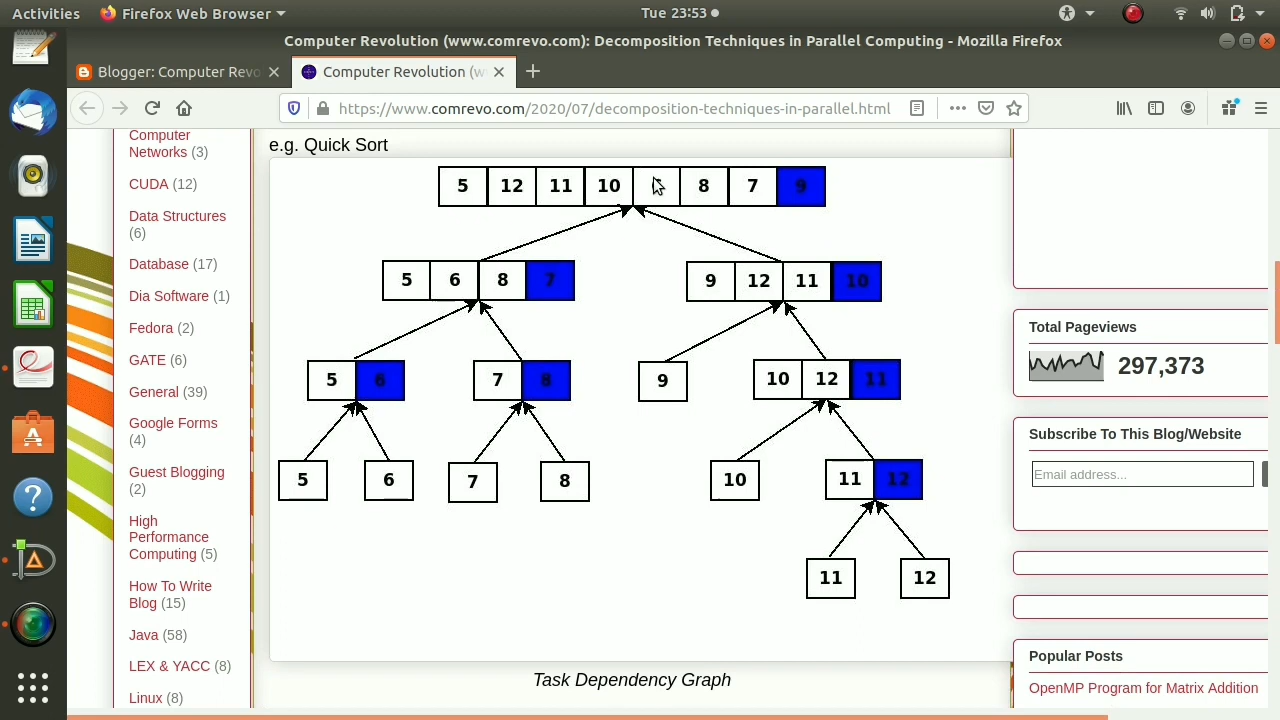 Activities Firefox Web Browser Tue 23:53
Computer Revolution (www.comrevo.com): Decomposition Techniques in Parallel Computing - Mozilla Firefox
Blogger: Computer Revo
Computer Revolution (w
https://www.comrevo.com/2020/07/decomposition-techniques-in-parallel.html
Computer
Networks (3)
CUDA (12)
Data Structures
(6)
Database (17)
Dia Software (1)
Fedora (2)
GATE (6)
General (39)
Google Forms
(4)
Guest Blogging
(2)
High
Performance
Computing (5)
How To Write
Blog (15)
Java (58)
LEX & YACC (8)
Linux (8)
e.g. Quick Sort
5 12 11 10 8 7 9
5 6 8 7 9 12 11 10
5 6 7 8 9 10 12 11
5 6 7 8 10 11 12
11 12
Task Dependency Graph
Total Pageviews
297,373
Subscribe To This Blog/Website
Email address...
Popular Posts
OpenMP Program for Matrix Addition